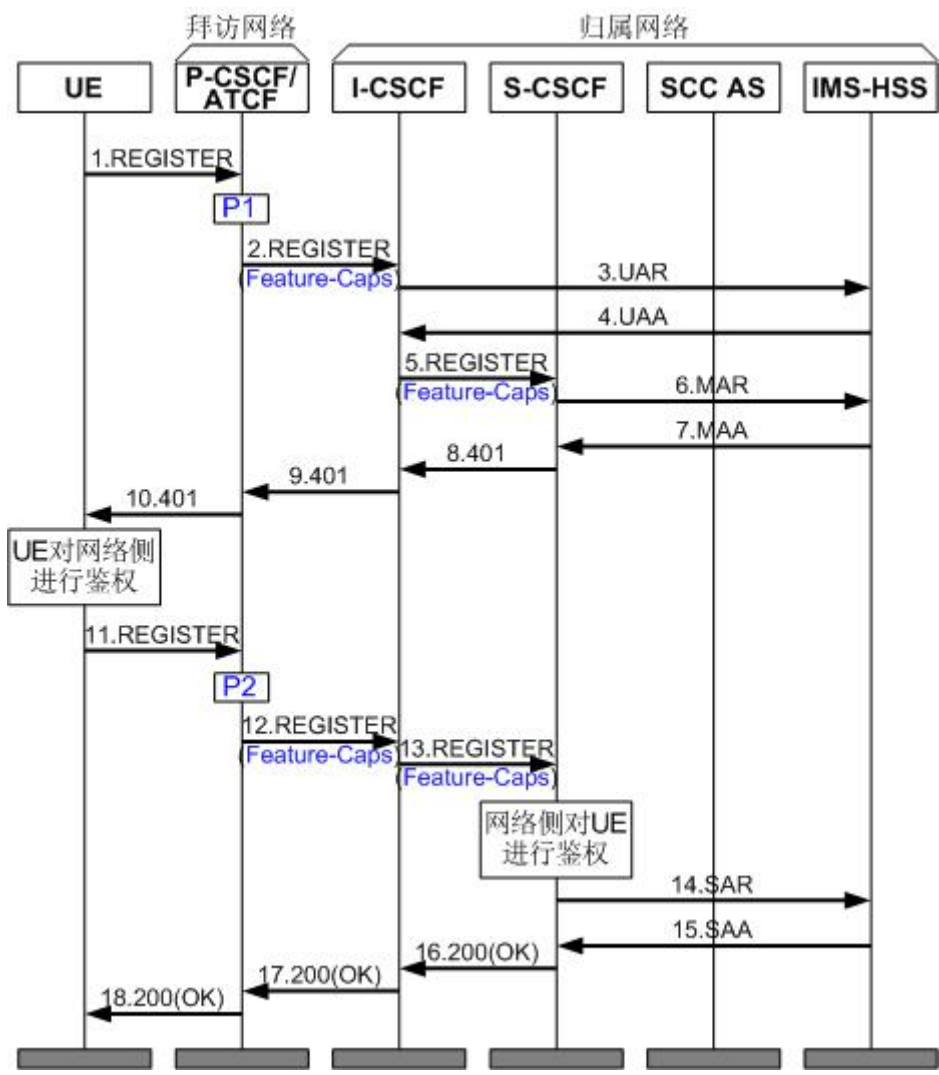 拜访网络
归属网络
UE
P-CSCF/
ATCF
I-CSCF
S-CSCF
SCC AS
IMS-HSS
1.REGISTER
P1
2.REGISTER
(Feature-Caps)
3.UAR
4.UAA
5.REGISTER
(Feature-Caps)
6.MAR
7.MAA
8.401
9.401
10.401
UE对网络侧
进行鉴权
11.REGISTER
P2
12.REGISTER
(Feature-Caps)
13.REGISTER
(Feature-Caps)
网络侧对UE
进行鉴权
14.SAR
15.SAA
16.200(OK)
17.200(OK)
18.200(OK)